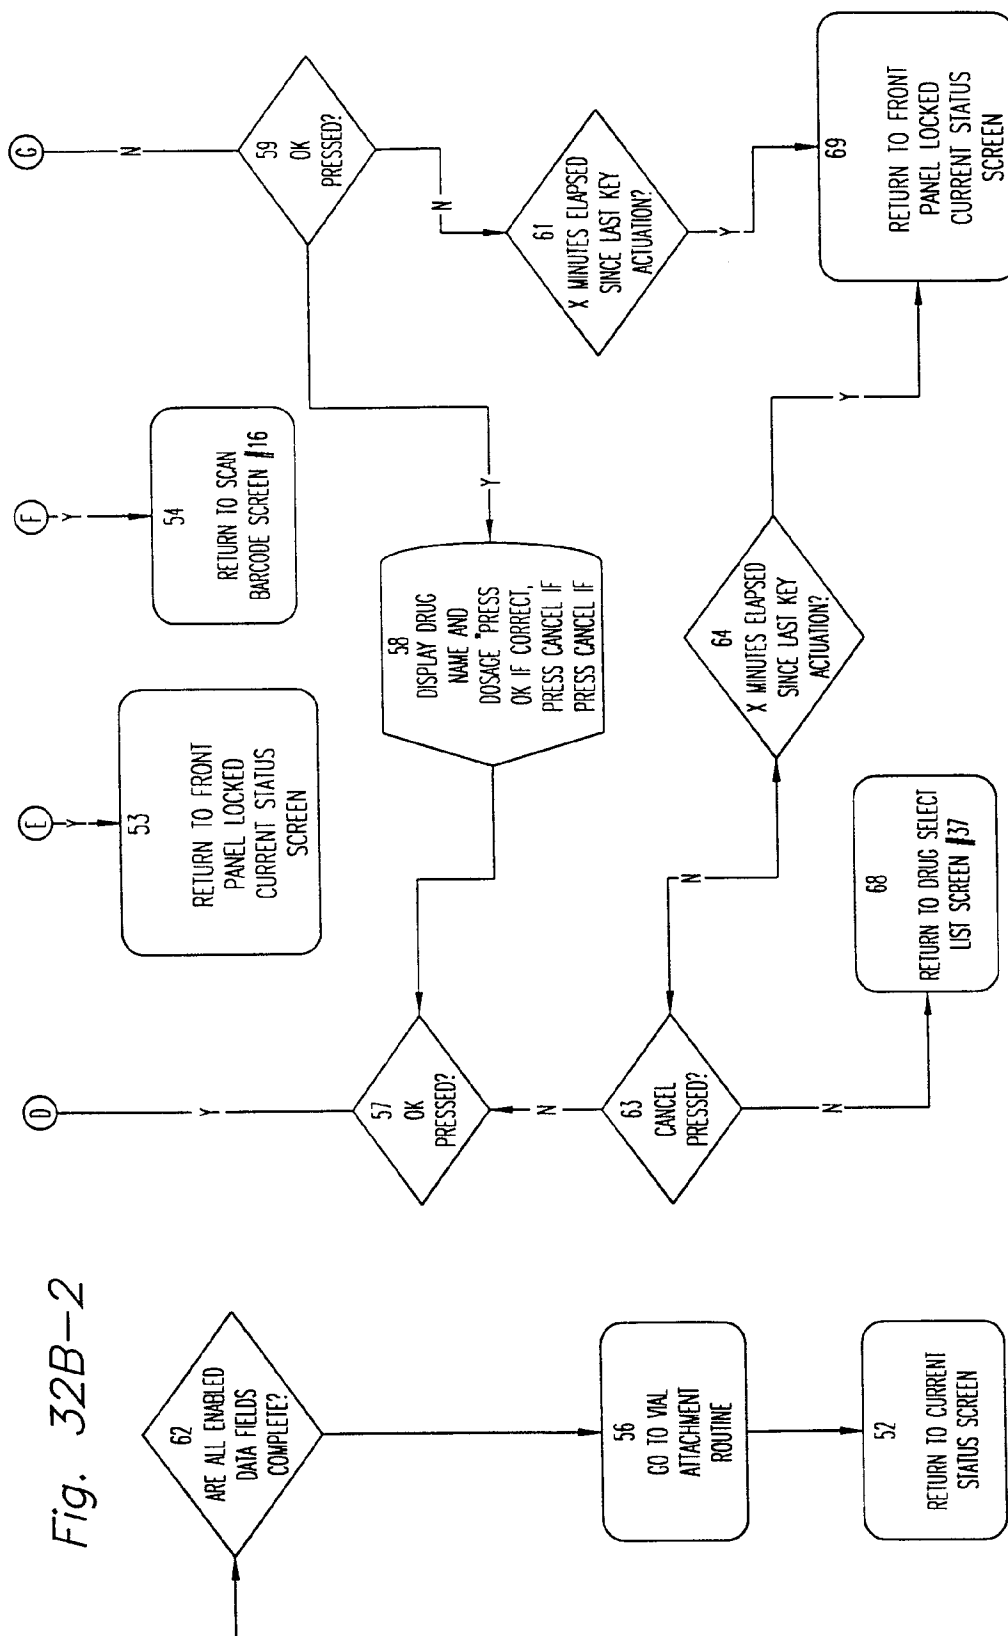 Fig. 32B-2
62
ARE ALL ENABLED
DATA FIELDS
COMPLETE?
56
GO TO VIAL
ATTACHMENT
ROUTINE
52
RETURN TO CURRENT
STATUS SCREEN
D
Y
57
OK
PRESSED?
N
63
CANCEL
PRESSED?
N
68
RETURN TO DRUG SELECT
LIST SCREEN #37
E
Y
53
RETURN TO FRONT
PANEL LOCKED
CURRENT STATUS
SCREEN
F
Y
54
RETURN TO SCAN
BARCODE SCREEN #16
58
DISPLAY DRUG
NAME AND
DOSAGE "PRESS
OK IF CORRECT,
PRESS CANCEL IF
PRESS CANCEL IF
Y
N
64
X MINUTES ELAPSED
SINCE LAST KEY
ACTUATION?
Y
G
N
59
OK
PRESSED?
N
61
X MINUTES ELAPSED
SINCE LAST KEY
ACTUATION?
Y
69
RETURN TO FRONT
PANEL LOCKED
CURRENT STATUS
SCREEN